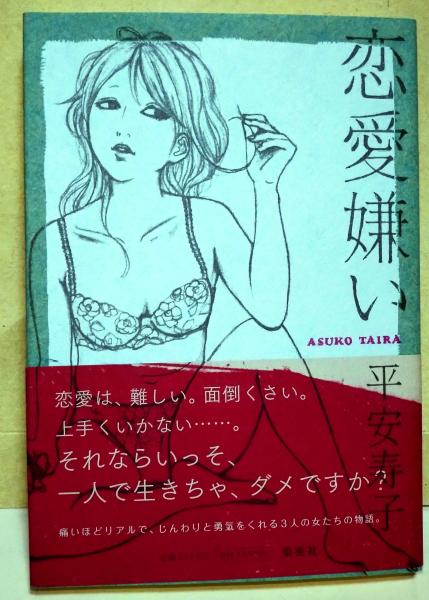 恋愛嫌い
ASUKO TAIRA
平安寿子
恋愛は、難しい。面倒くさい。
上手くいかない……。
それならいっそ、
一人で生きちゃ、ダメですか?
痛いほどリアルで、じんわりと勇気をくれる3人の女たちの物語。
集英社